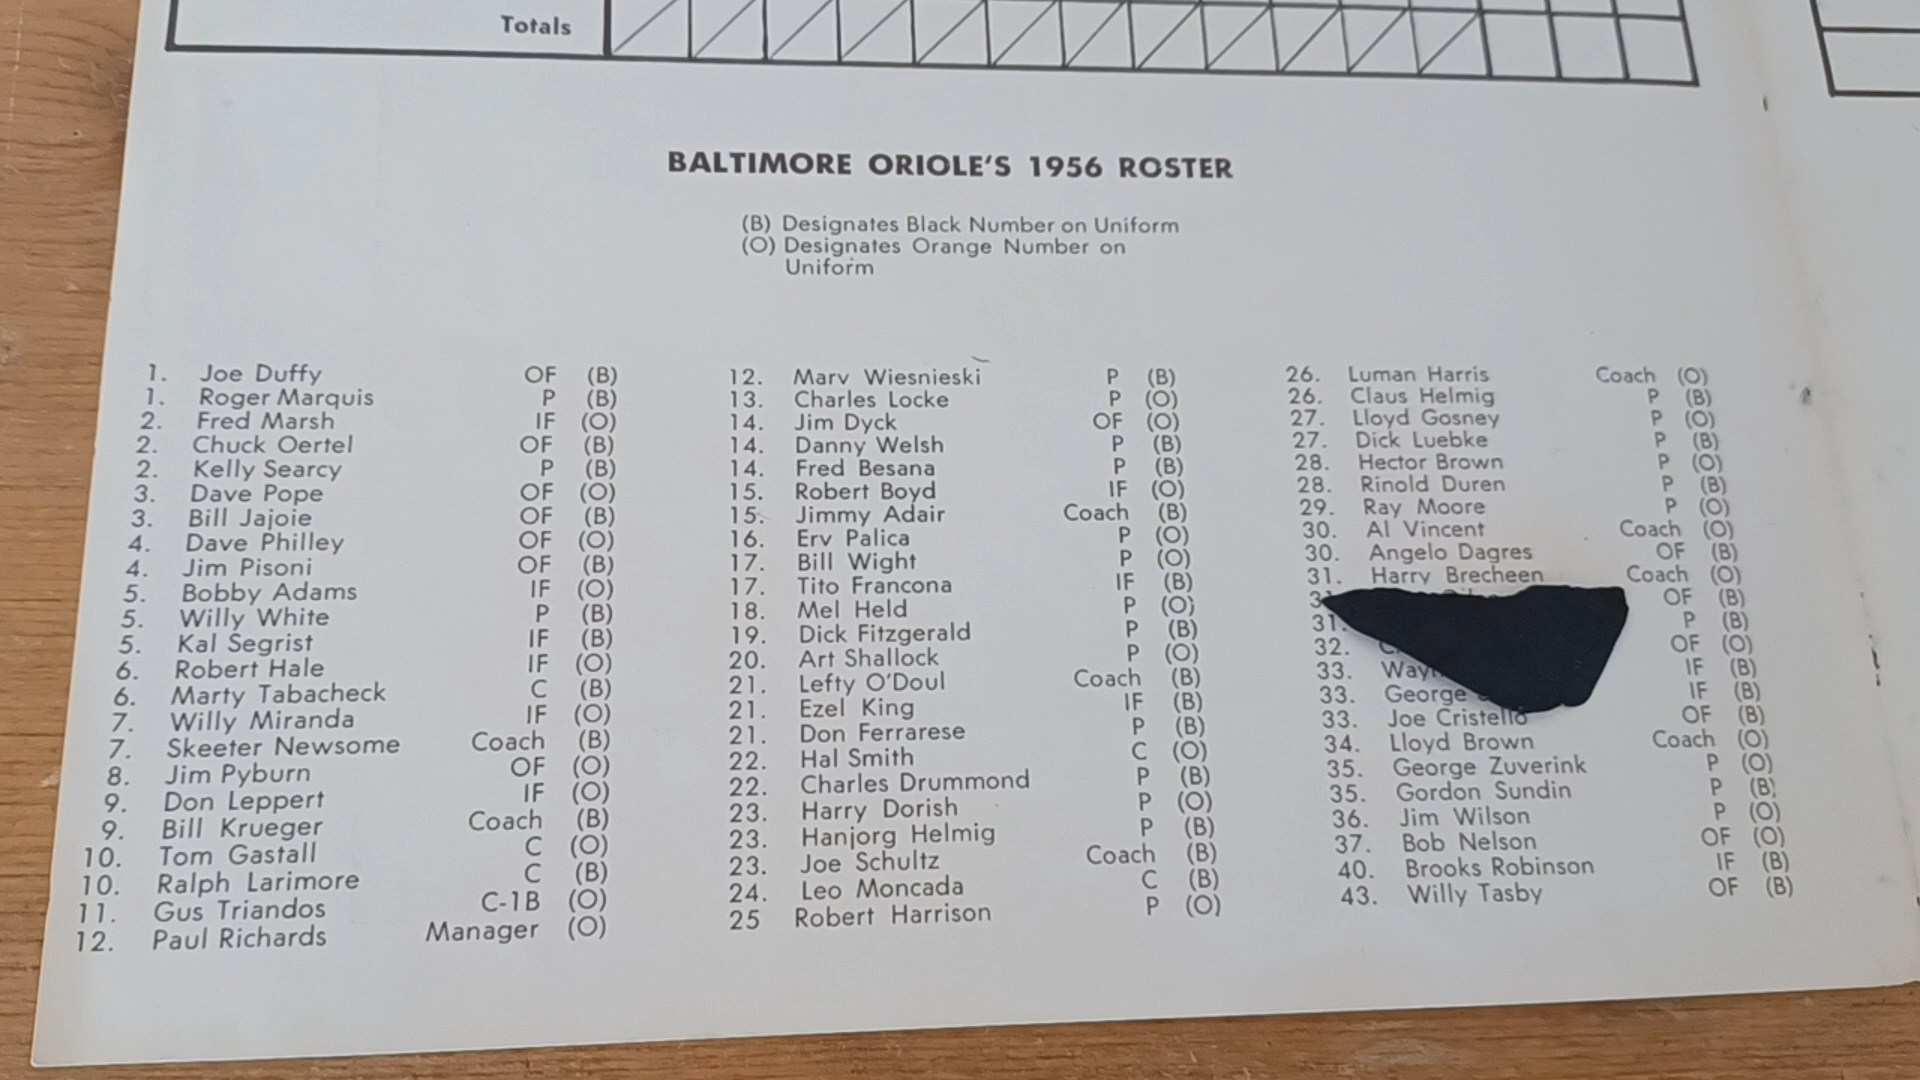 Totals
BALTIMORE ORIOLE'S 1956 ROSTER
(B) Designates Black Number on Uniform
(O) Designates Orange Number on
Uniform
1. Joe Duffy OF (B)
1. Roger Marquis P (B)
2. Fred Marsh IF (O)
2. Chuck Oertel OF (B)
2. Kelly Searcy P (B)
3. Dave Pope OF (O)
3. Bill Jajoie OF (B)
4. Dave Philley OF (O)
4. Jim Pisoni OF (B)
5. Bobby Adams IF (O)
5. Willy White P (B)
5. Kal Segrist IF (B)
6. Robert Hale IF (O)
6. Marty Tabacheck C (B)
7. Willy Miranda IF (O)
7. Skeeter Newsome Coach (B)
8. Jim Pyburn OF (O)
9. Don Leppert IF (O)
9. Bill Krueger Coach (B)
10. Tom Gastall C (O)
10. Ralph Larimore C (B)
11. Gus Triandos C-1B (O)
12. Paul Richards Manager (O)
12. Marv Wiesnieski P (B)
13. Charles Locke P (O)
14. Jim Dyck OF (O)
14. Danny Welsh P (B)
14. Fred Besana P (B)
15. Robert Boyd IF (O)
15. Jimmy Adair Coach (B)
16. Erv Palica P (O)
17. Bill Wight P (O)
17. Tito Francona IF (B)
18. Mel Held P (O)
19. Dick Fitzgerald P (B)
20. Art Shallock P (O)
21. Lefty O'Doul Coach (B)
21. Ezel King IF (B)
21. Don Ferrarese P (B)
22. Hal Smith C (O)
22. Charles Drummond P (B)
23. Harry Dorish P (O)
23. Hanjorg Helmig P (B)
23. Joe Schultz Coach (B)
24. Leo Moncada C (B)
25 Robert Harrison P (O)
26. Luman Harris Coach (O)
26. Claus Helmig P (B)
27. Lloyd Gosney P (O)
27. Dick Luebke P (B)
28. Hector Brown P (O)
28. Rinold Duren P (B)
29. Ray Moore P (O)
30. Al Vincent Coach (O)
30. Angelo Dagres OF (B)
31. Harry Brecheen Coach (O)
OF (B)
31. P (B)
32. OF (O)
33. IF (B)
33. George IF (B)
33. Joe Cristello OF (B)
34. Lloyd Brown Coach (O)
35. George Zuverink P (O)
35. Gordon Sundin P (B)
36. Jim Wilson P (O)
37. Bob Nelson OF (O)
40. Brooks Robinson IF (B)
43. Willy Tasby OF (B)